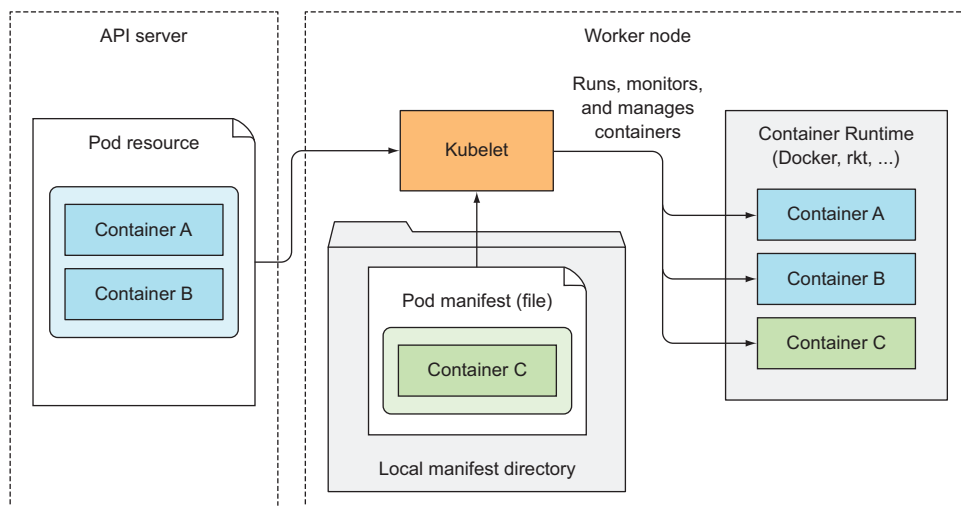 API server
Worker node
Pod resource
Container A
Container B
Kubelet
Runs, monitors,
and manages
containers
Pod manifest (file)
Container C
Local manifest directory
Container Runtime
(Docker, rkt, ...)
Container A
Container B
Container C